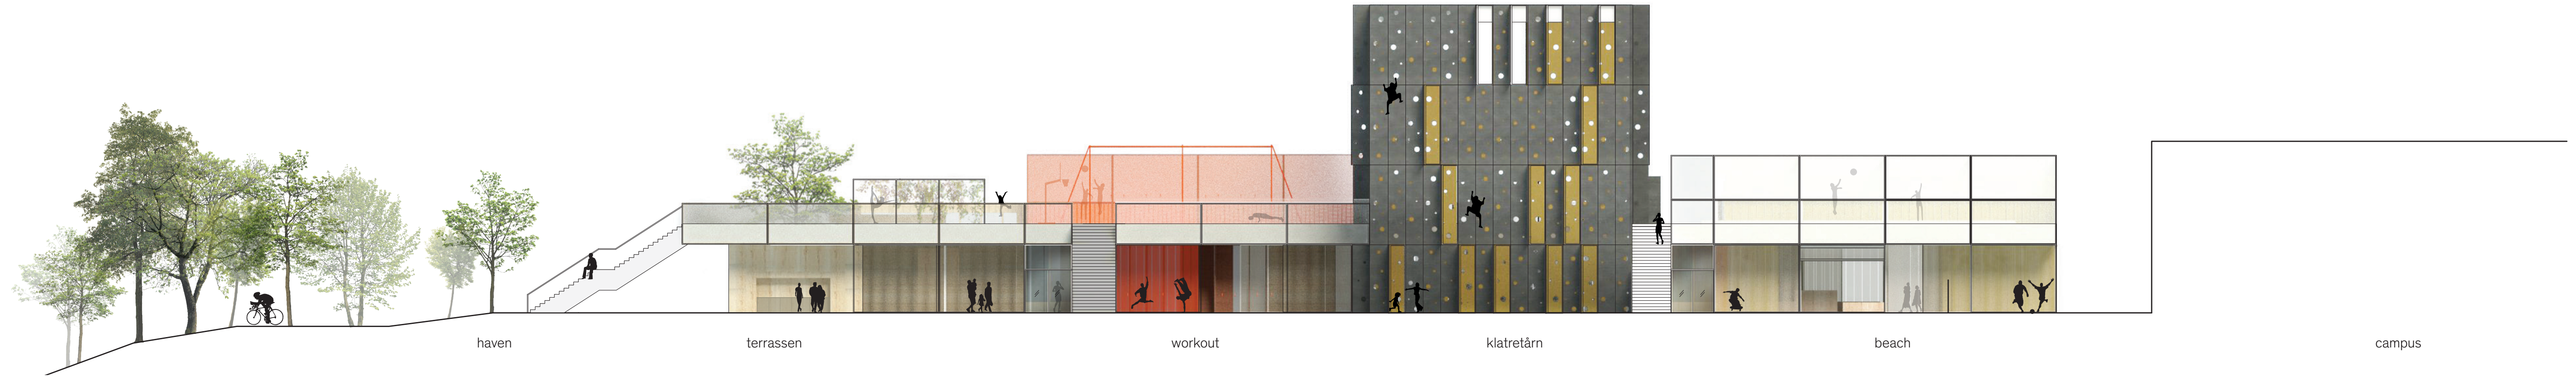 haven
terrassen
workout
klatretårn
beach
campus